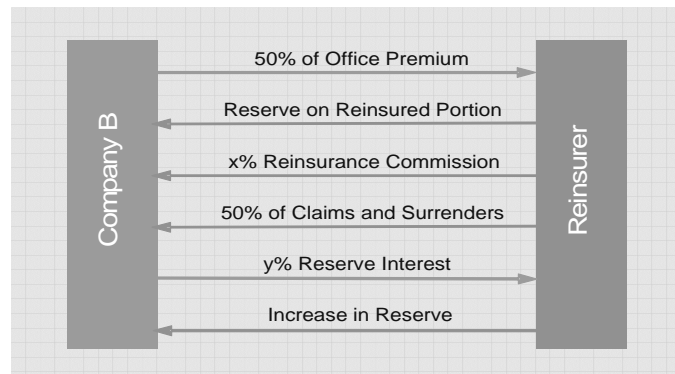 50% of Office Premium
Reserve on Reinsured Portion
x% Reinsurance Commission
50% of Claims and Surrenders
y% Reserve Interest
Increase in Reserve
Company B
Reinsurer